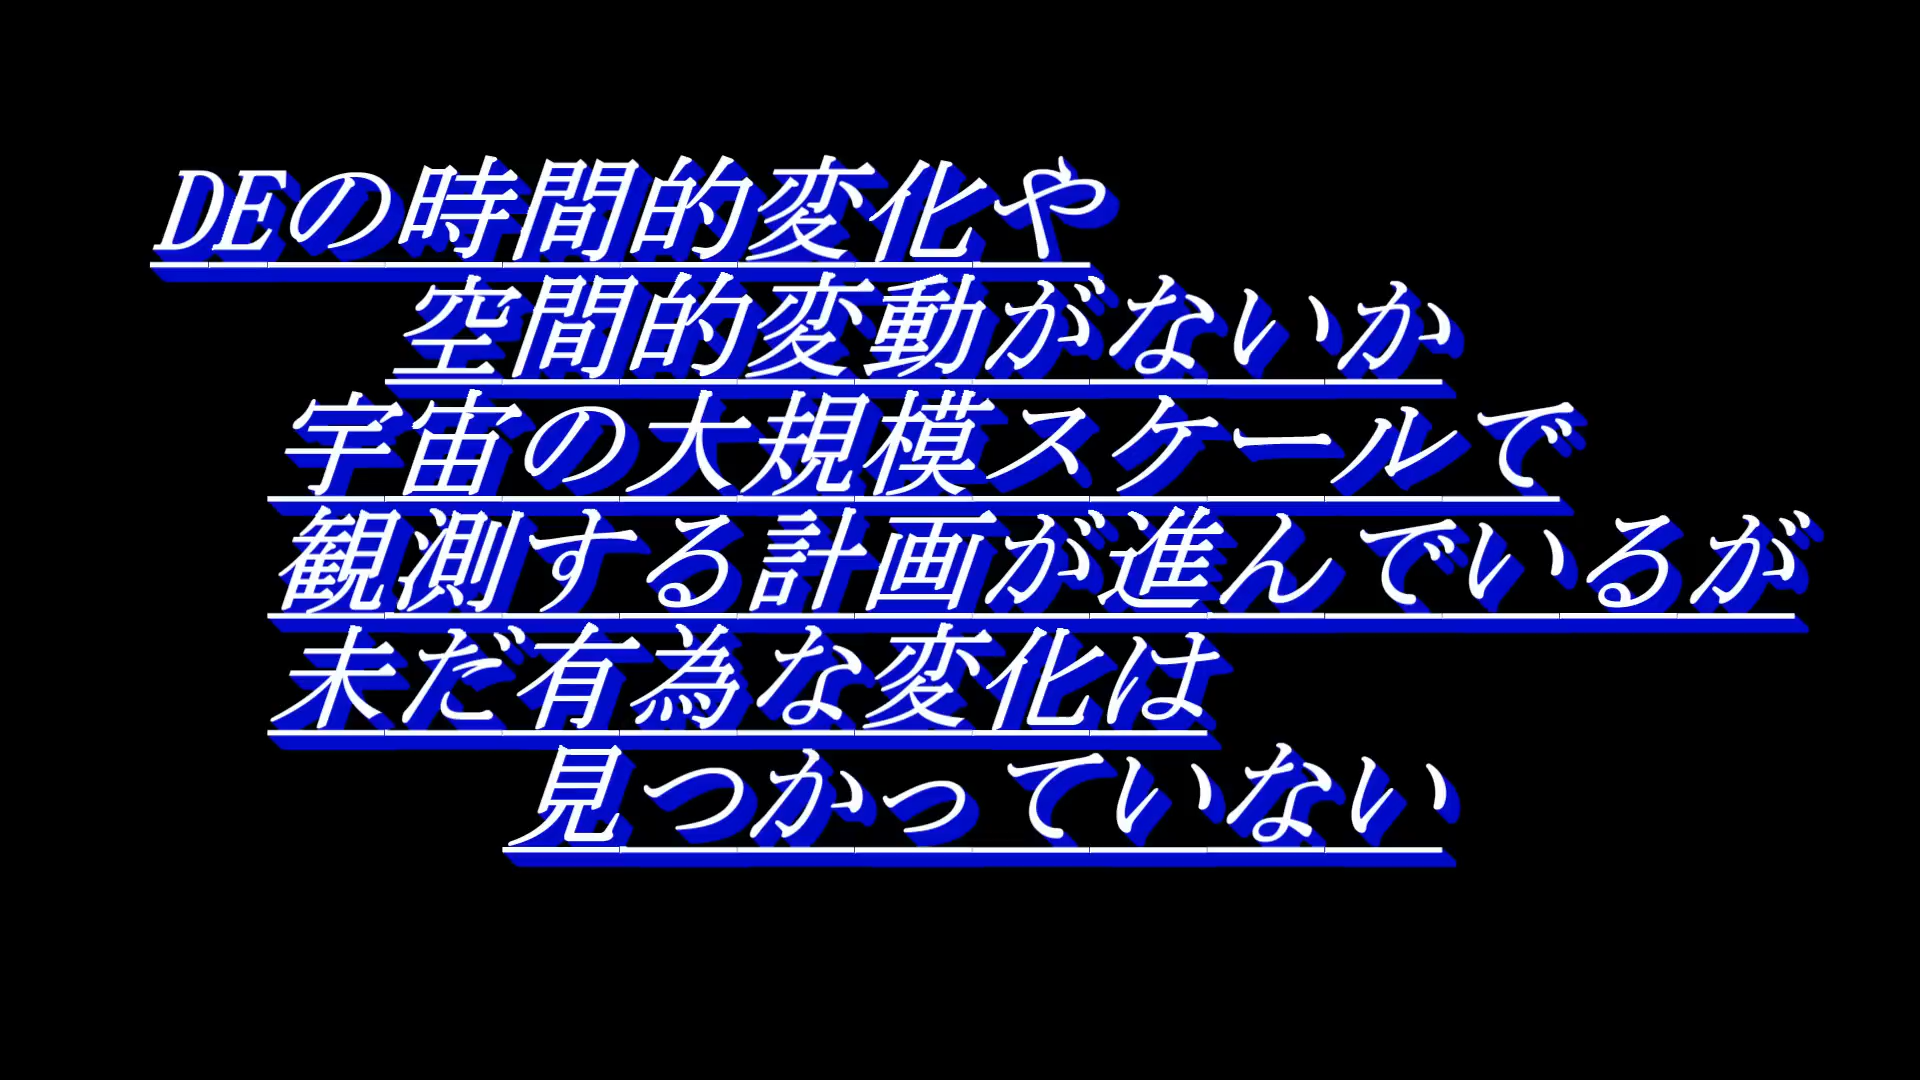 DEの時間的変化や
空間的変動がないか
宇宙の大規模スケールで
観測する計画が進んでいるが
未だ有為な変化は
見つかっていない